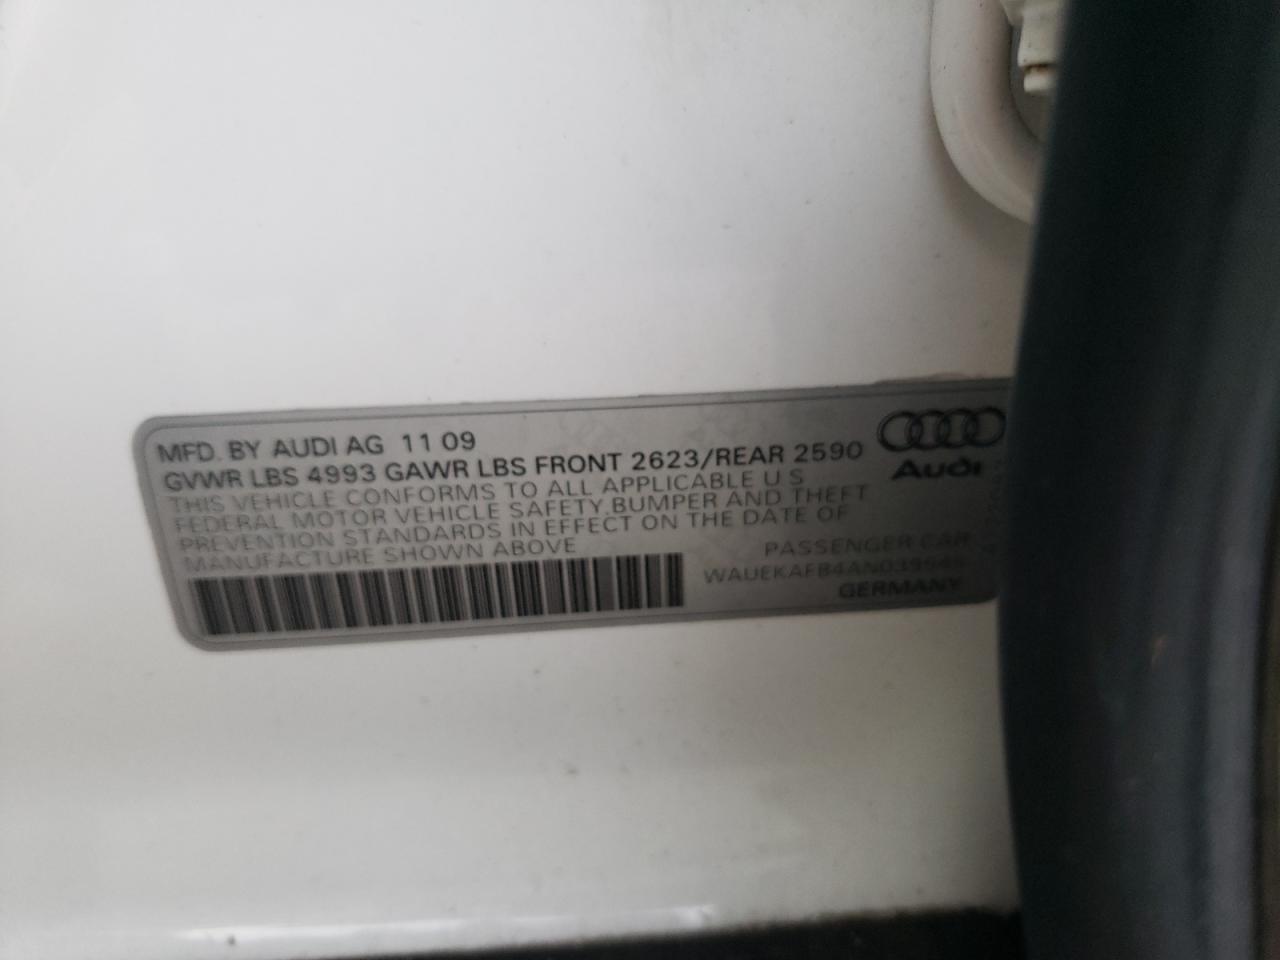 MFD. BY AUDI AG 11 09
GVWR LBS 4993 GAWR LBS FRONT 2623/REAR 2590
THIS VEHICLE CONFORMS TO ALL APPLICABLE U S
FEDERAL MOTOR VEHICLE SAFETY, BUMPER AND THEFT
PREVENTION STANDARDS IN EFFECT ON THE DATE OF
MANUFACTURE SHOWN ABOVE
Audi
PASSENGER CAR
GERMANY